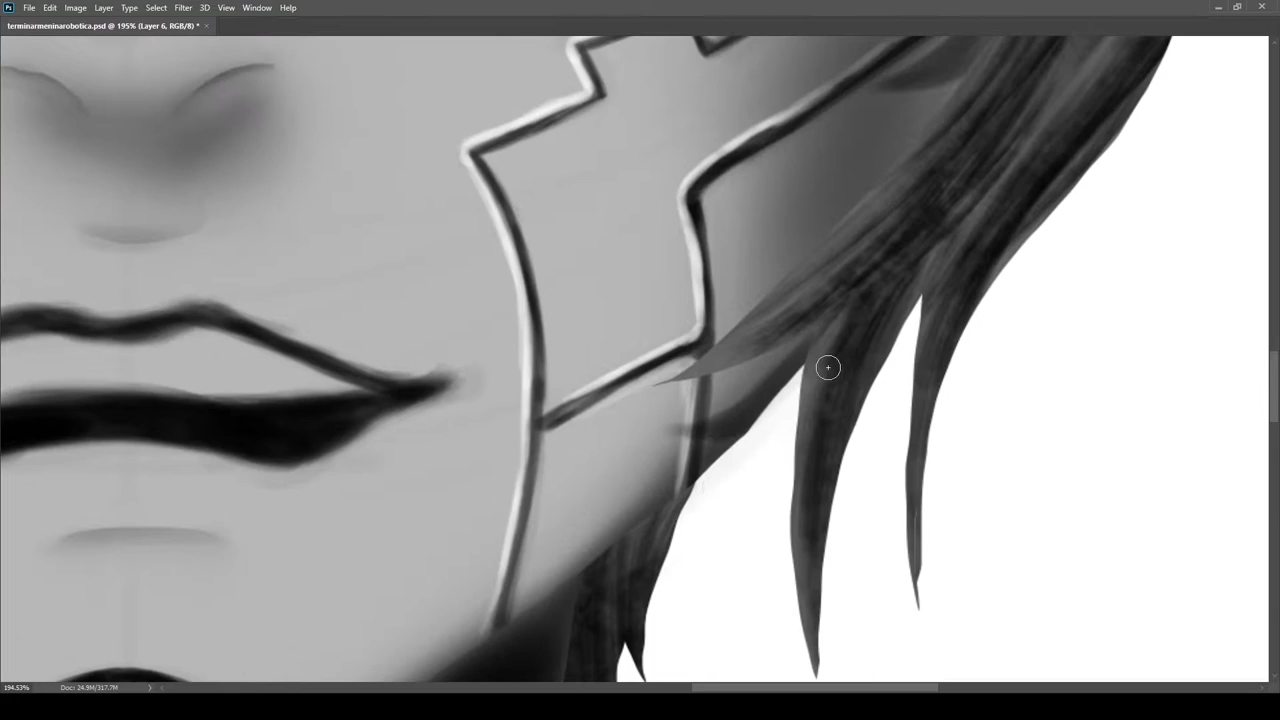 Ps File Edit Image Layer Type Select Filter 3D View Window Help
terminarmeninarobotica.psd @ 195% (Layer 6, RGB/8) * ×
194.53% Doc: 24.9M/317.7M